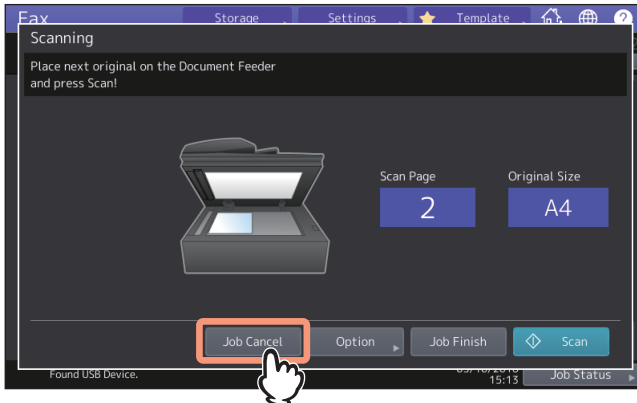 Fax
Storage
Settings
Template
?
Scanning
Place next original on the Document Feeder
and press Scan!
Scan Page
Original Size
2
A4
Job Cancel
Option
Job Finish
Scan
Found USB Device.
15:13
Job Status